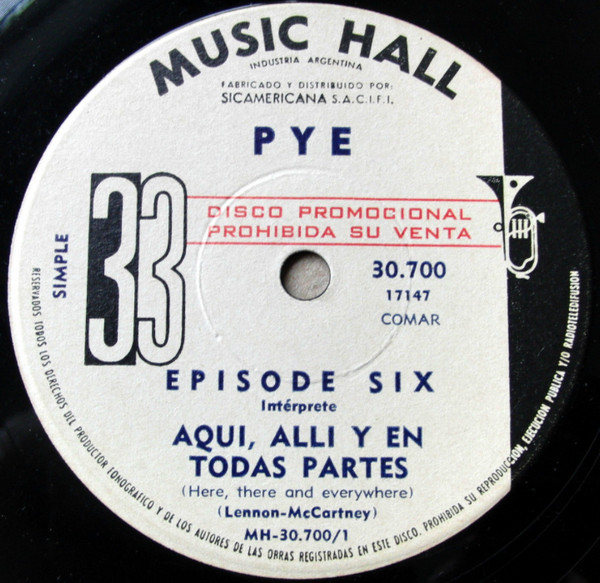 MUSIC HALL
INDUSTRIA ARGENTINA
FABRICADO Y DISTRIBUIDO POR:
SICAMERICANA S.A.C.I.F.I.
PYE
33
SIMPLE
DISCO PROMOCIONAL
PROHIBIDA SU VENTA
30.700
17147
COMAR
EPISODE SIX
Intérprete
AQUI, ALLI Y EN
TODAS PARTES
(Here, there and everywhere)
(Lennon-McCartney)
MH-30.700/1
RESERVADOS TODOS LOS DERECHOS DEL PRODUCTOR FONOGRAFICO Y DE LOS AUTORES DE LAS OBRAS REGISTRADAS EN ESTE DISCO. PROHIBIDA SU REPRODUCCION, EJECUCION PUBLICA Y/O RADIOTELEDIFUSION